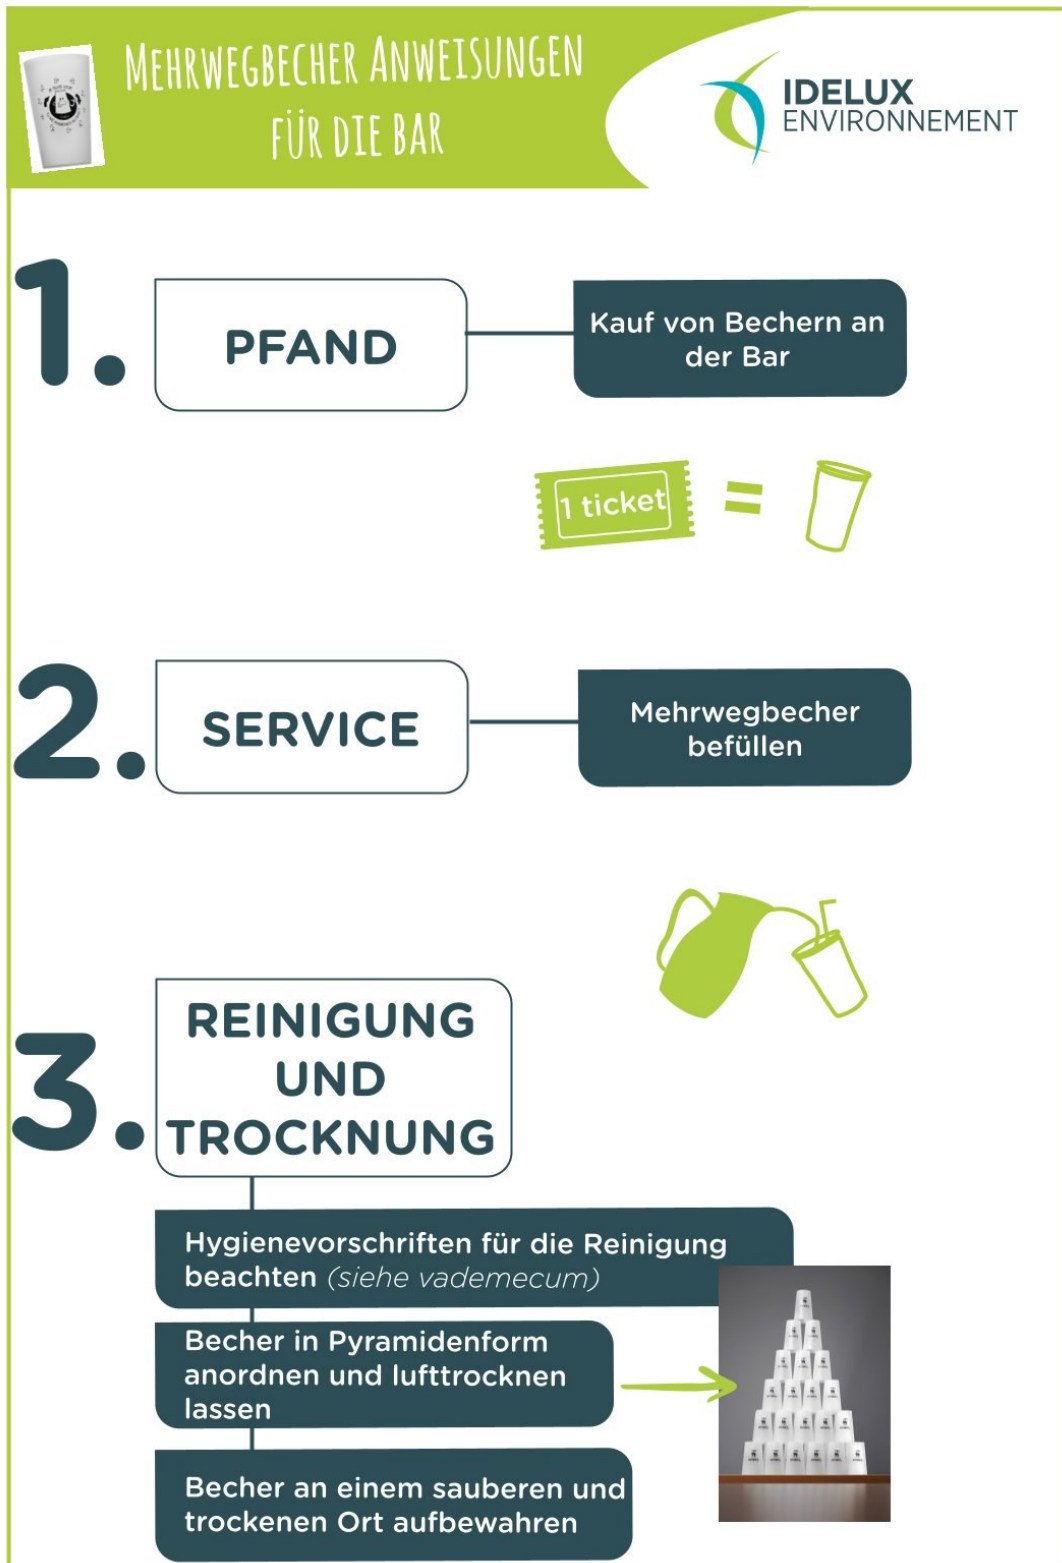 MEHRWEGBECHER ANWEISUNGEN
FÜR DIE BAR
IDELUX
ENVIRONNEMENT
1.
PFAND
Kauf von Bechern an
der Bar
1 ticket
=
2.
SERVICE
Mehrwegbecher
befüllen
3.
REINIGUNG
UND
TROCKNUNG
Hygienevorschriften für die Reinigung
beachten (siehe vademecum)
Becher in Pyramidenform
anordnen und lufttrocknen
lassen
Becher an einem sauberen und
trockenen Ort aufbewahren